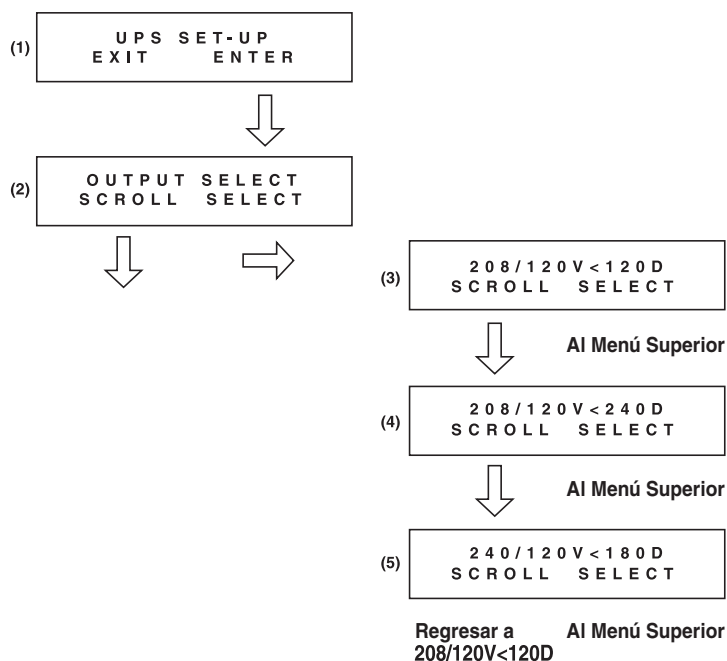 (1)
UPS SET-UP
EXIT ENTER
(2)
OUTPUT SELECT
SCROLL SELECT
(3)
208/120V<120D
SCROLL SELECT
Al Menú Superior
(4)
208/120V<240D
SCROLL SELECT
Al Menú Superior
(5)
240/120V<180D
SCROLL SELECT
Regresar a Al Menú Superior
208/120V<120D